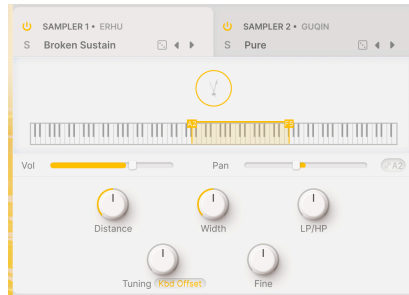 SAMPLER 1 • ERHU
SAMPLER 2 • GUQIN
S Broken Sustain
S Pure
Vol
Pan
A2
Distance
Width
LP/HP
Tuning Kbd Offset
Fine